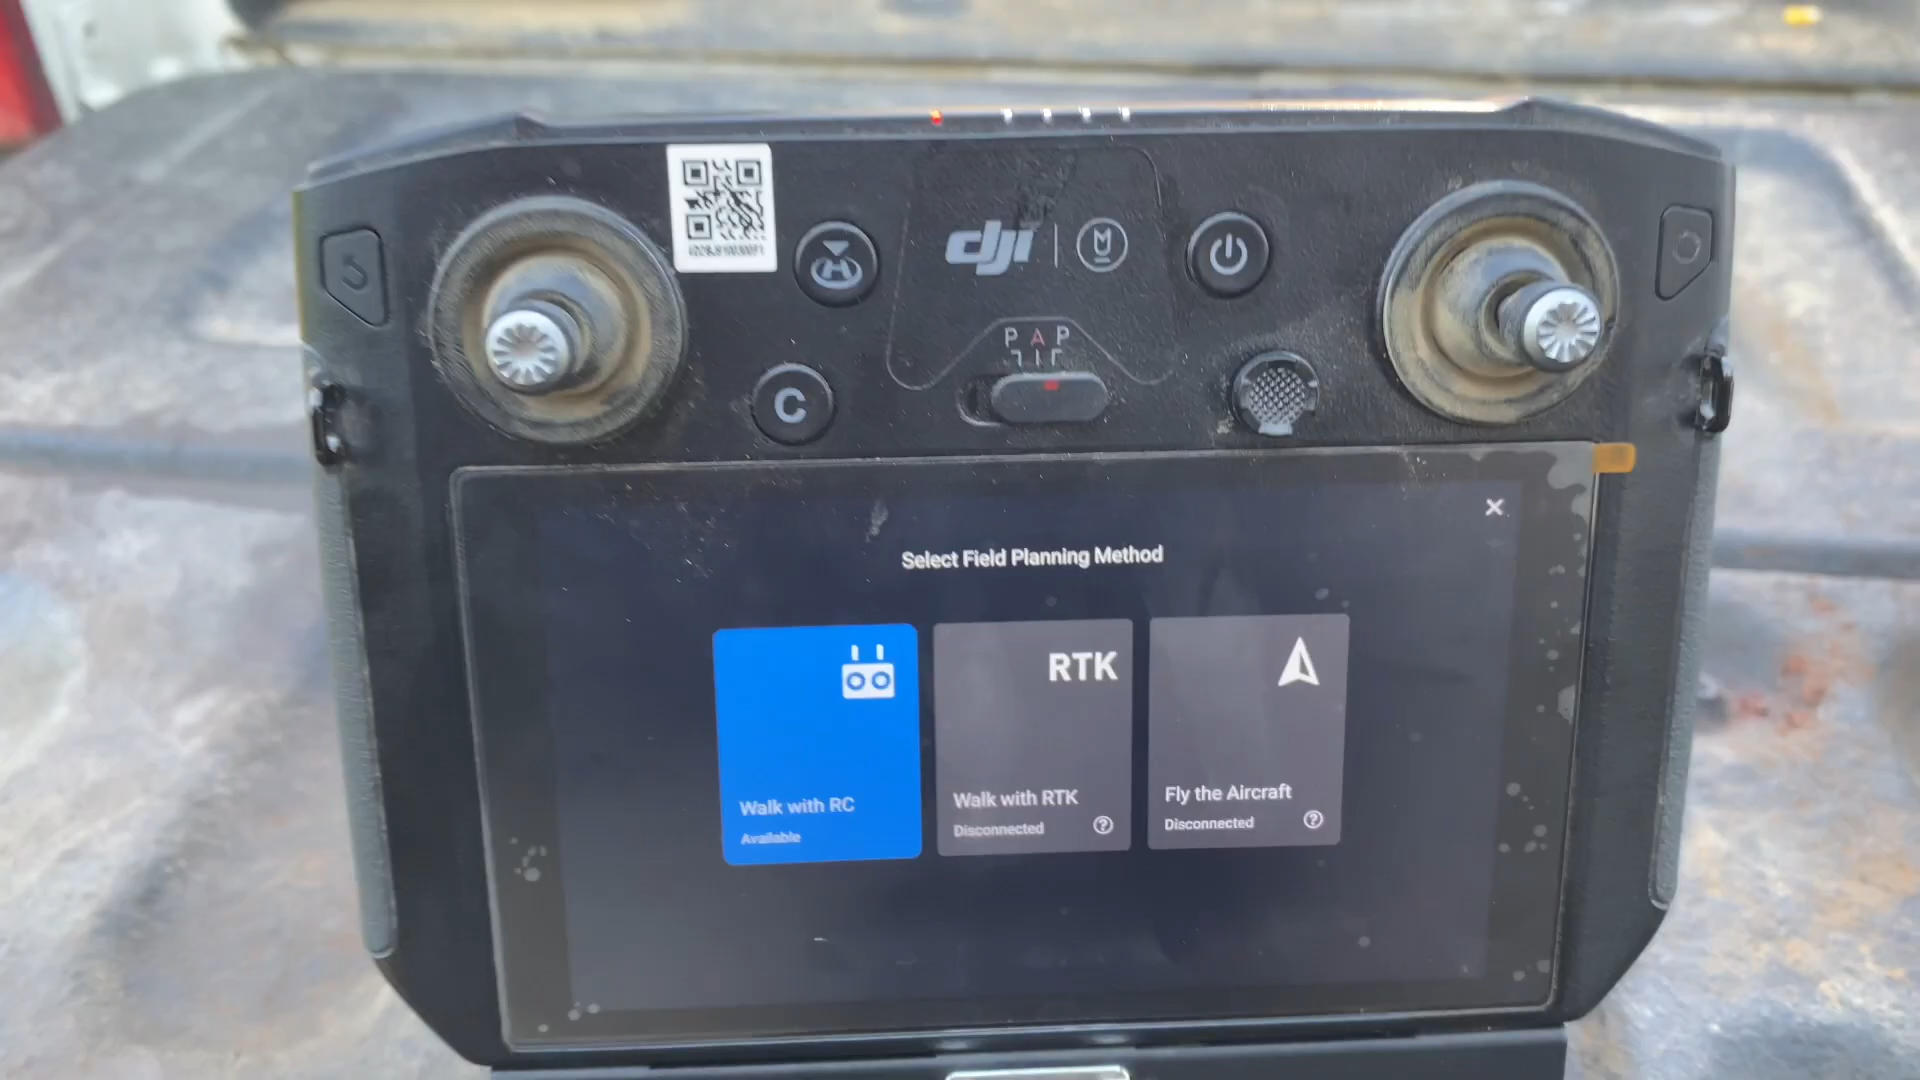 dji
P A P
C
Select Field Planning Method
RTK
Walk with RC
Available
Walk with RTK
Disconnected
Fly the Aircraft
Disconnected